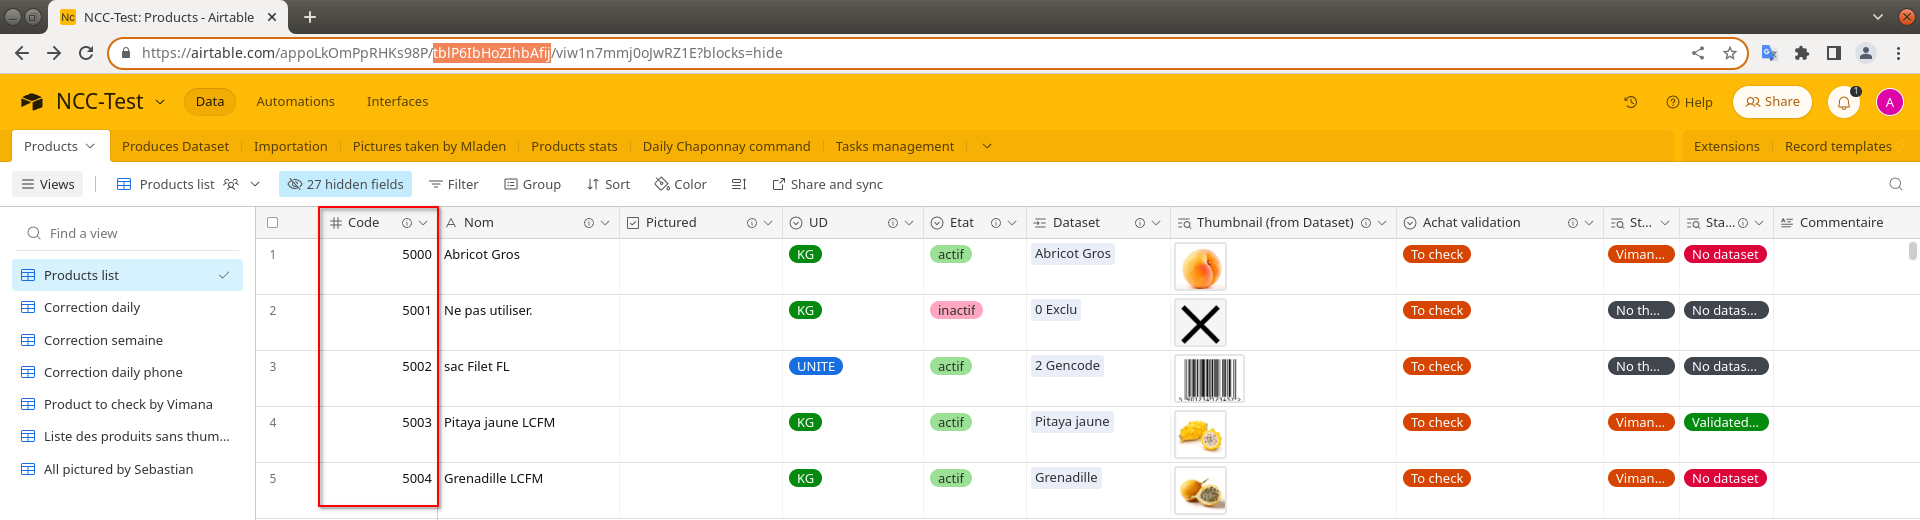 Nc NCC-Test: Products - Airtable
https://airtable.com/appoLkOmPpRHKs98P/tblP6IbHoZIhbAfij/viw1n7mmj0oJwRZ1E?blocks=hide
NCC-Test Data Automations Interfaces Help Share 1 A
Products Produces Dataset Importation Pictures taken by Mladen Products stats Daily Chaponnay command Tasks management Extensions Record templates
Views Products list 27 hidden fields Filter Group Sort Color Share and sync
Find a view
Products list
Correction daily
Correction semaine
Correction daily phone
Product to check by Vimana
Liste des produits sans thum...
All pictured by Sebastian
Code Nom Pictured UD Etat Dataset Thumbnail (from Dataset) Achat validation St... Sta... Commentaire
1 5000 Abricot Gros KG actif Abricot Gros To check Viman... No dataset
2 5001 Ne pas utiliser. KG inactif 0 Exclu To check No th... No datas...
3 5002 sac Filet FL UNITE actif 2 Gencode To check No th... No datas...
4 5003 Pitaya jaune LCFM KG actif Pitaya jaune To check Viman... Validated...
5 5004 Grenadille LCFM KG actif Grenadille To check Viman... No dataset